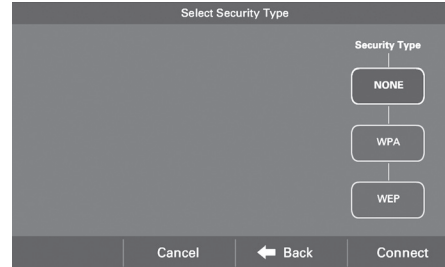 Select Security Type
Security Type
NONE
WPA
WEP
Cancel
Back
Connect